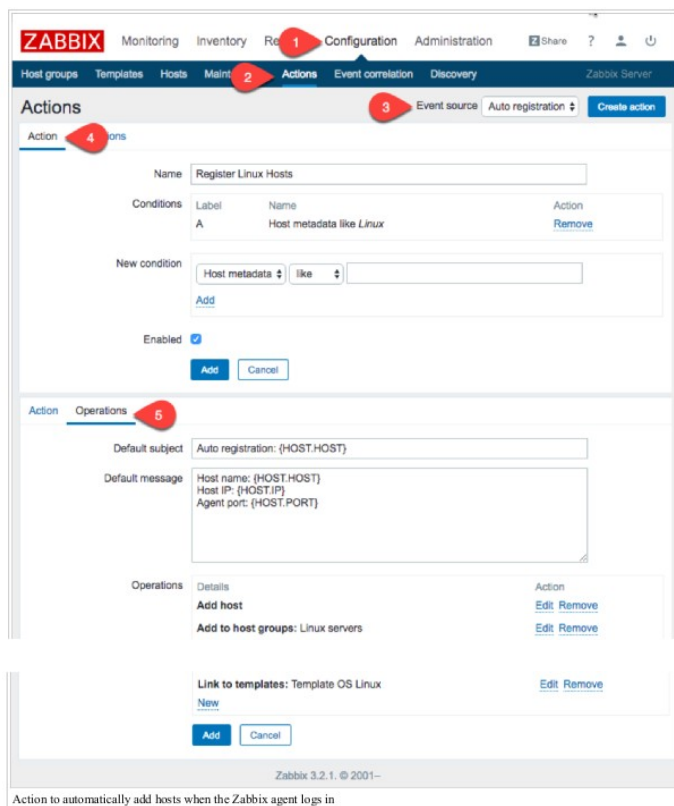 ZABBIX Monitoring Inventory Re 1 Configuration Administration Share ?
Host groups Templates Hosts Maint 2 Actions Event correlation Discovery Zabbix Server
Actions 3 Event source Auto registration Create action
Action 4 ons
Name Register Linux Hosts
Conditions Label Name Action
A Host metadata like Linux Remove
New condition
Host metadata like
Add
Enabled
Add Cancel
Action Operations 5
Default subject Auto registration: {HOST.HOST}
Default message Host name: {HOST.HOST}
Host IP: {HOST.IP}
Agent port: {HOST.PORT}
Operations Details Action
Add host Edit Remove
Add to host groups: Linux servers Edit Remove
Link to templates: Template OS Linux Edit Remove
New
Add Cancel
Zabbix 3.2.1. © 2001–
Action to automatically add hosts when the Zabbix agent logs in